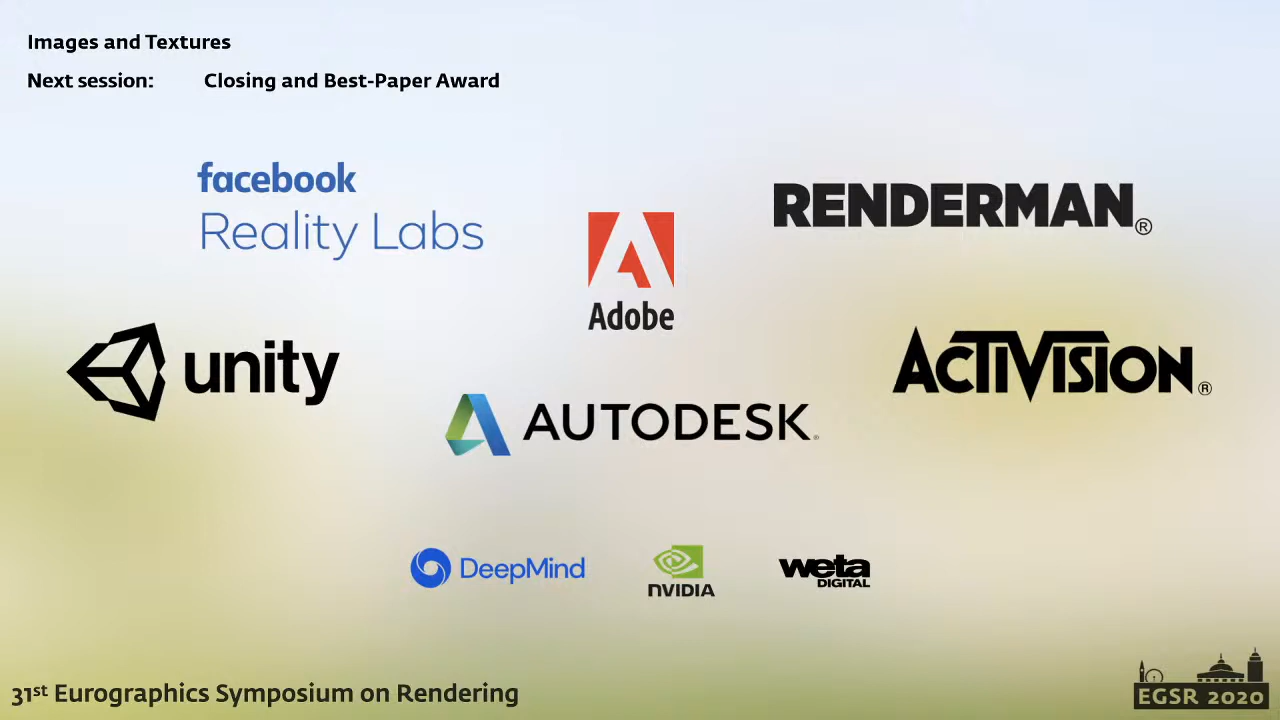 Images and Textures
Next session: Closing and Best-Paper Award
facebook
Reality Labs
Adobe
RENDERMAN®
unity
ACTIVISION®
AUTODESK®
DeepMind
NVIDIA
weta
DIGITAL
31st Eurographics Symposium on Rendering
EGSR 2020